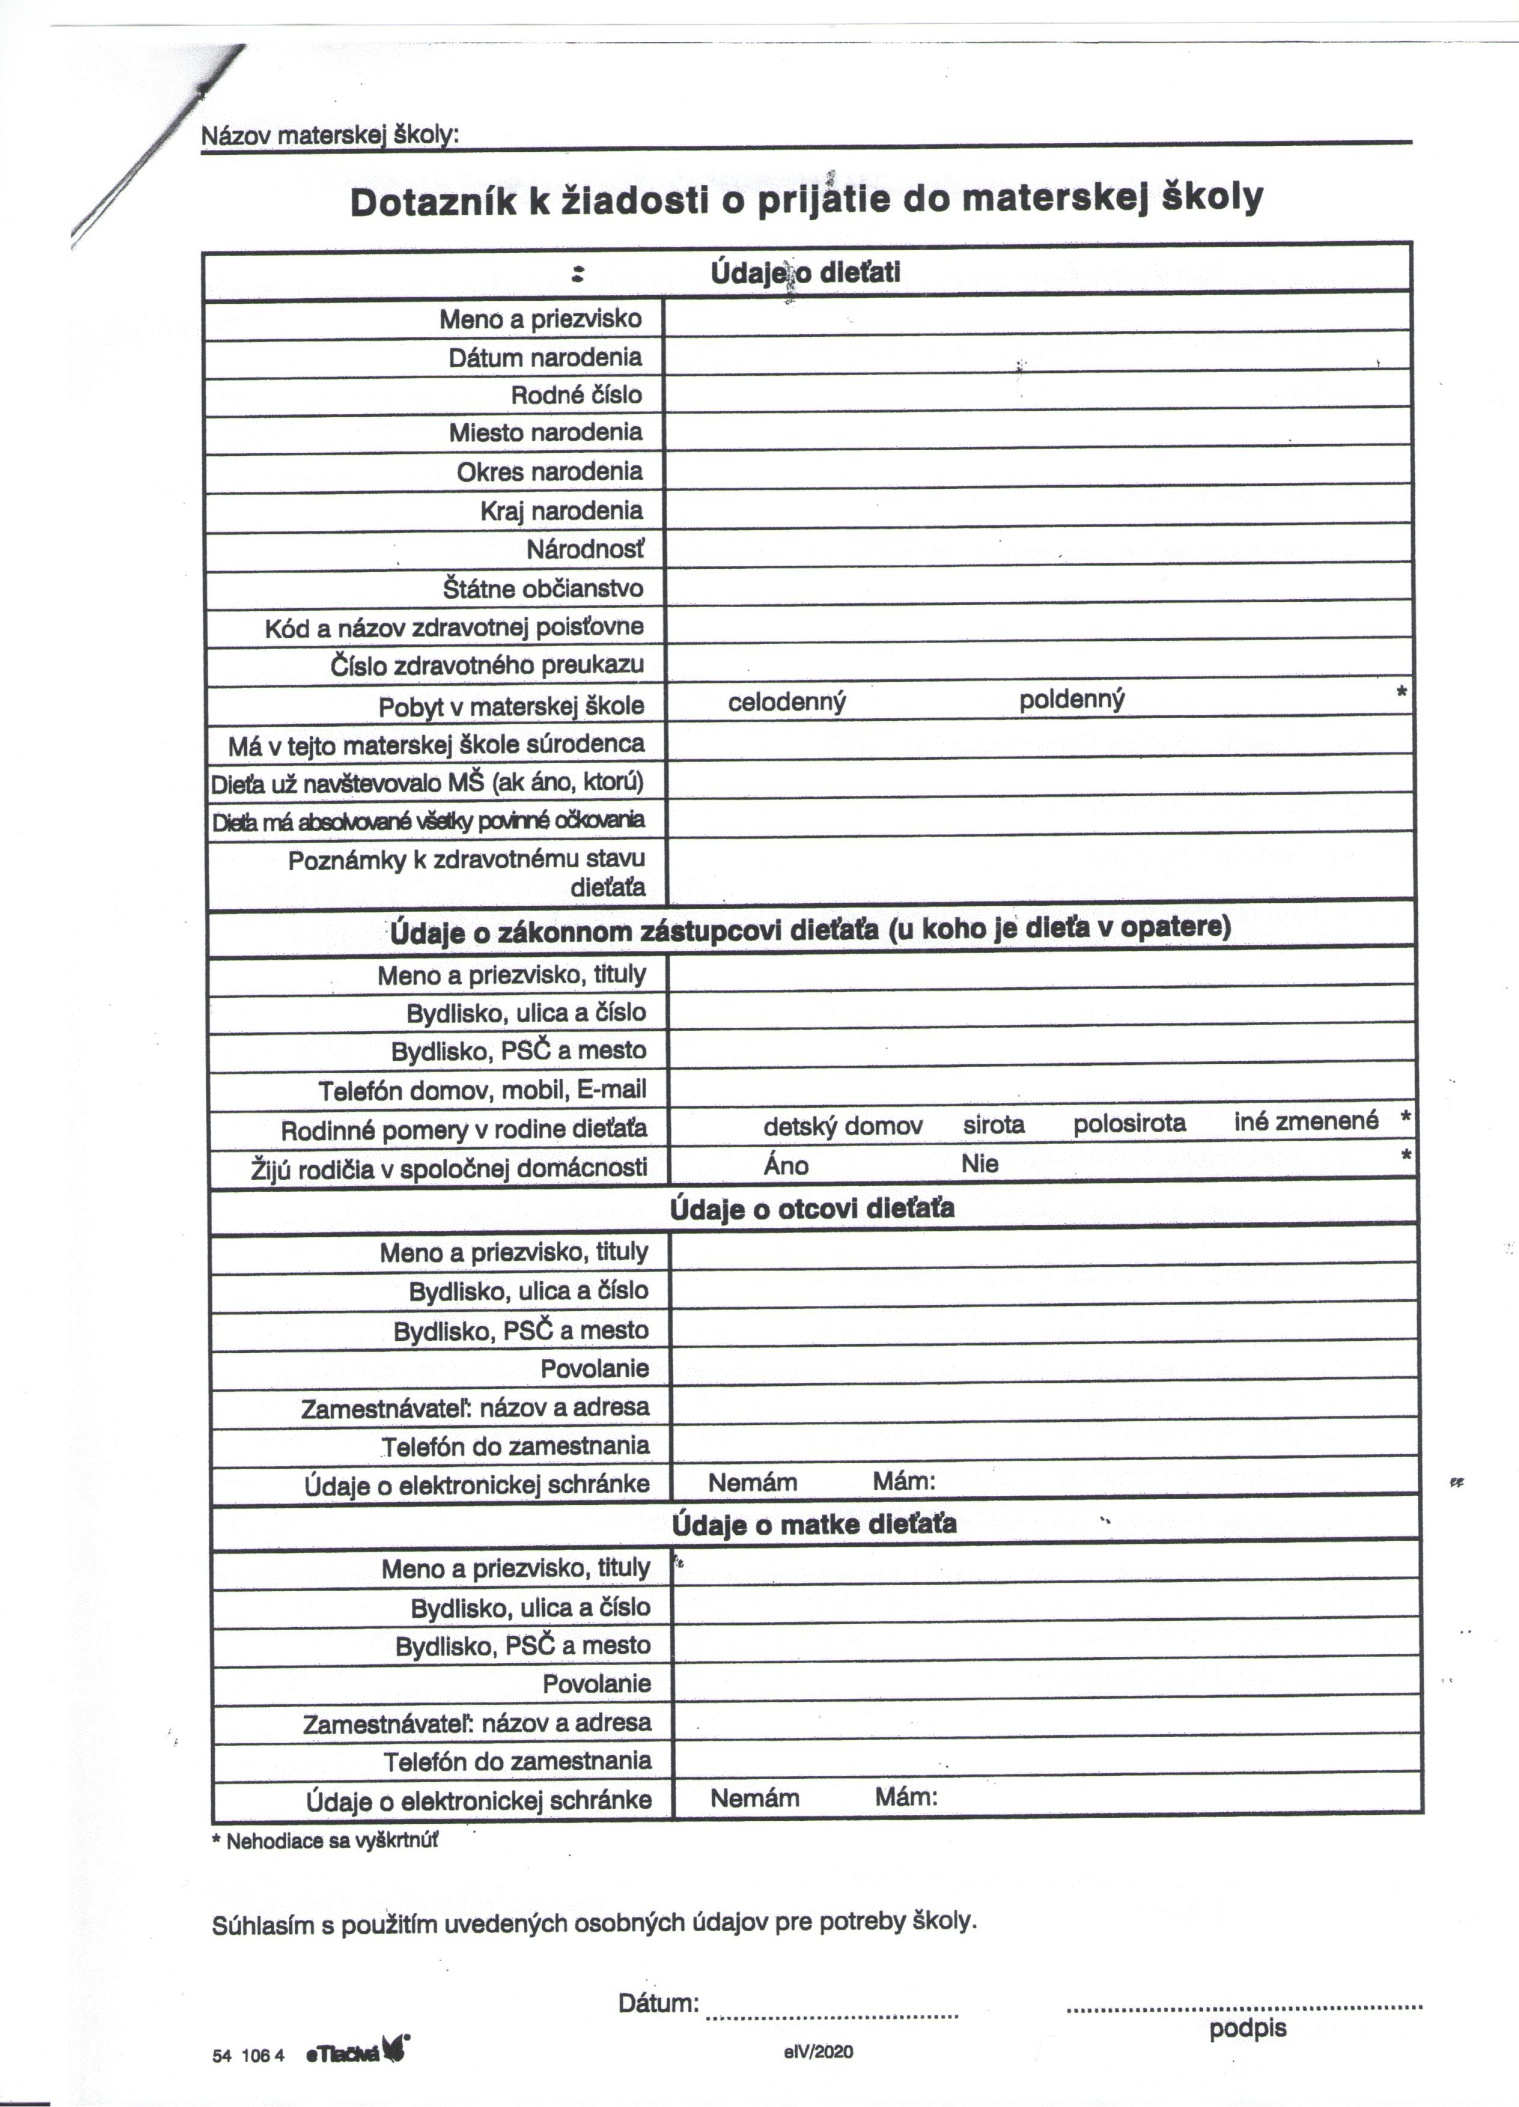 Názov materskej školy:
Dotazník k žiadosti o prijatie do materskej školy
Údaje o dieťati
Meno a priezvisko
Dátum narodenia
Rodné číslo
Miesto narodenia
Okres narodenia
Kraj narodenia
Národnosť
Štátne občianstvo
Kód a názov zdravotnej poisťovne
Číslo zdravotného preukazu
Pobyt v materskej škole celodenný poldenný *
Má v tejto materskej škole súrodenca
Dieťa už navštevovalo MŠ (ak áno, ktorú)
Dieťa má absolvované všetky povinné očkovania
Poznámky k zdravotnému stavu
dieťaťa
Údaje o zákonnom zástupcovi dieťaťa (u koho je dieťa v opatere)
Meno a priezvisko, tituly
Bydlisko, ulica a číslo
Bydlisko, PSČ a mesto
Telefón domov, mobil, E-mail
Rodinné pomery v rodine dieťaťa detský domov sirota polosirota iné zmenené *
Žijú rodičia v spoločnej domácnosti Áno Nie *
Údaje o otcovi dieťaťa
Meno a priezvisko, tituly
Bydlisko, ulica a číslo
Bydlisko, PSČ a mesto
Povolanie
Zamestnávateľ: názov a adresa
Telefón do zamestnania
Údaje o elektronickej schránke Nemám Mám:
Údaje o matke dieťaťa
Meno a priezvisko, tituly
Bydlisko, ulica a číslo
Bydlisko, PSČ a mesto
Povolanie
Zamestnávateľ: názov a adresa
Telefón do zamestnania
Údaje o elektronickej schránke Nemám Mám:
* Nehodiace sa vyškrtnúť
Súhlasím s použitím uvedených osobných údajov pre potreby školy.
Dátum:
podpis
54 106 4 eTlačivá eIV/2020